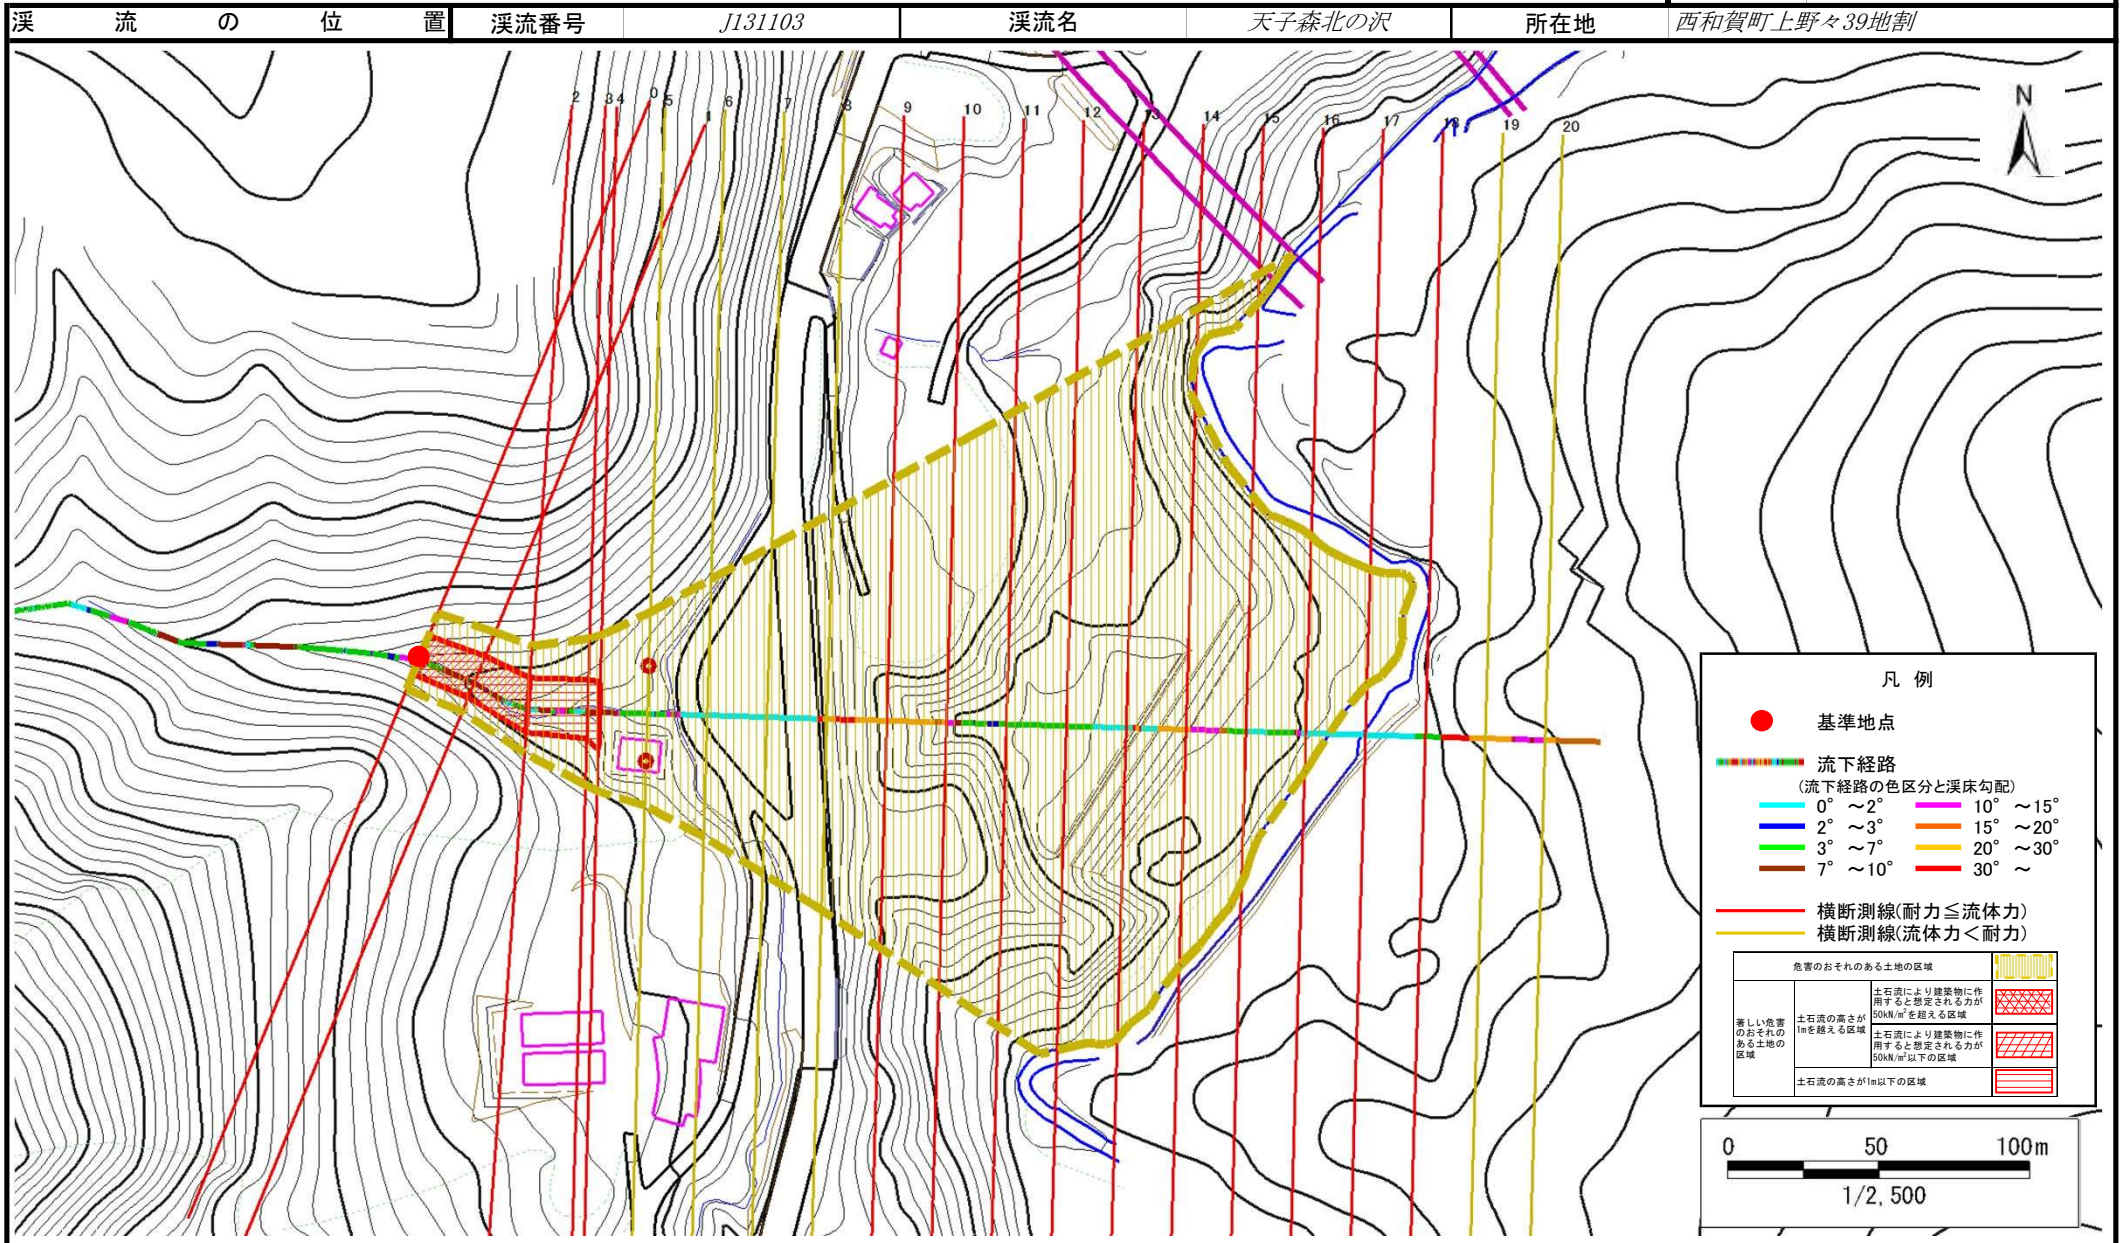 渓流の位置 渓流番号 J131103 渓流名 天子森北の沢 所在地 西和賀町上野々39地割
2 3 4 0 5 1 6 7 8 9 10 11 12 13 14 15 16 17 18 19 20
N
凡 例
基準地点
流下経路
(流下経路の色区分と渓床勾配)
0° ～2° 10° ～15°
2° ～3° 15° ～20°
3° ～7° 20° ～30°
7° ～10° 30° ～
横断測線(耐力≦流体力)
横断測線(流体力＜耐力)
危害のおそれのある土地の区域
著しい危害
のおそれの
ある土地の
区域
土石流の高さが
1mを越える区域
土石流により建築物に作
用すると想定される力が
50kN/㎡を超える区域
土石流により建築物に作
用すると想定される力が
50kN/㎡以下の区域
土石流の高さが1m以下の区域
0 50 100m
1/2,500